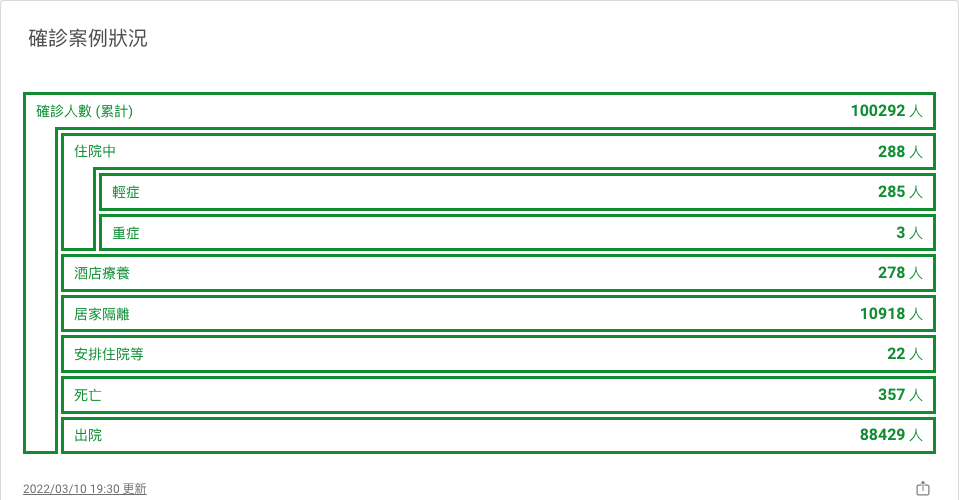 確診案例狀況
確診人數 (累計) 100292 人
住院中 288 人
輕症 285 人
重症 3 人
酒店療養 278 人
居家隔離 10918 人
安排住院等 22 人
死亡 357 人
出院 88429 人
2022/03/10 19:30 更新